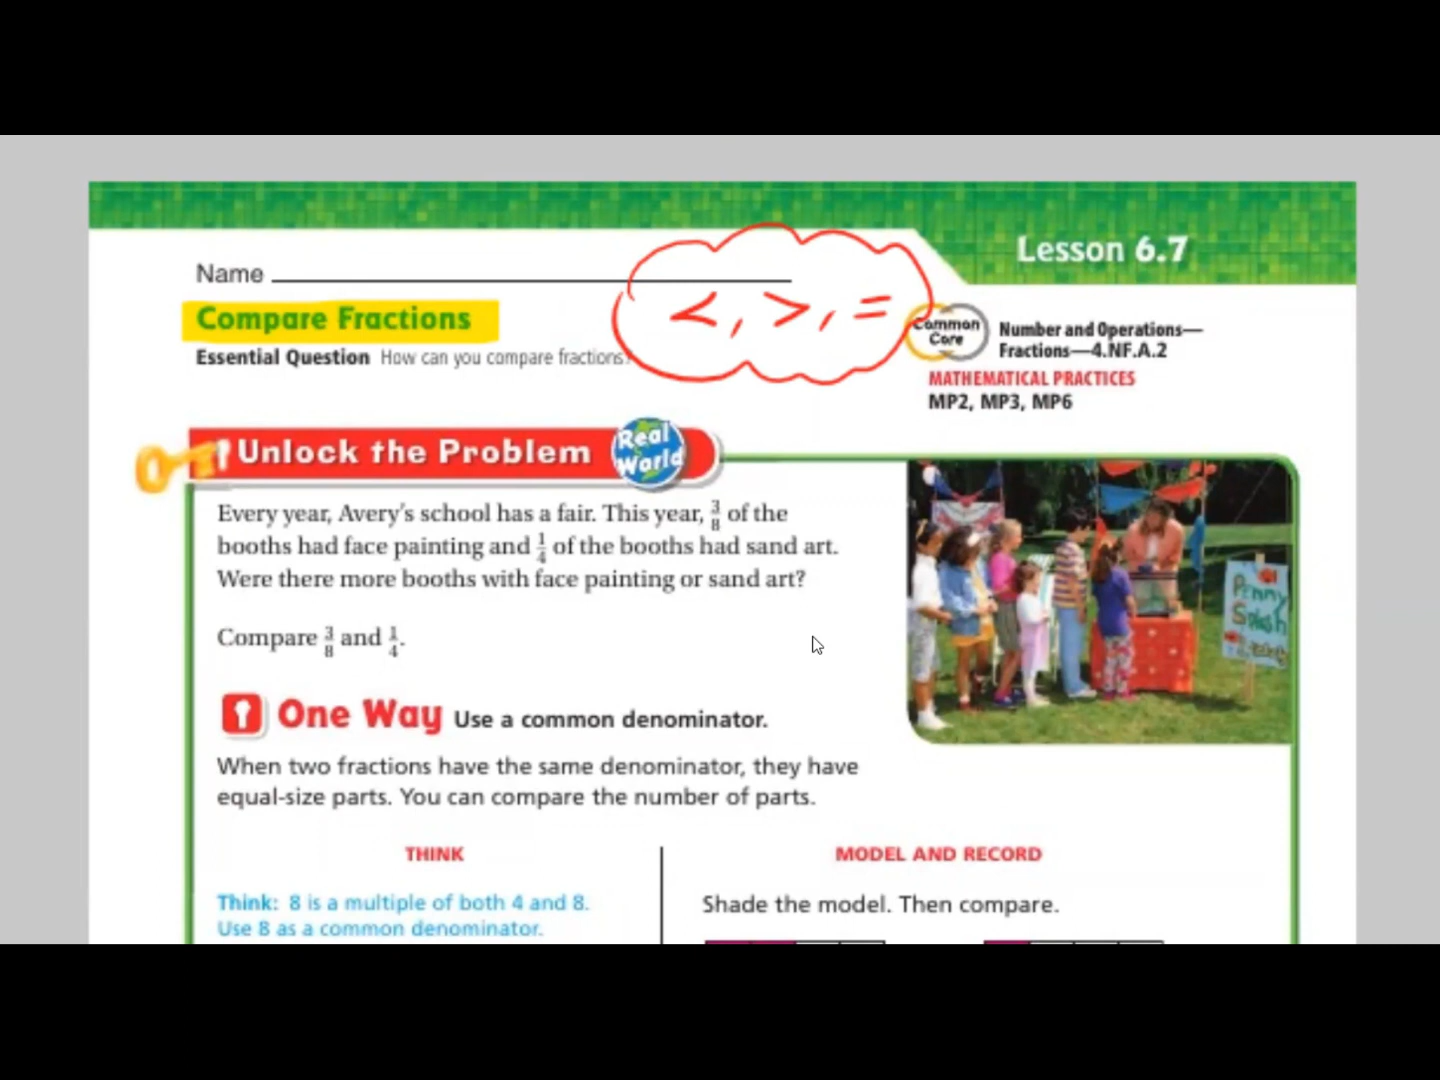 Lesson 6.7
Name
<, >, =
Compare Fractions
Essential Question How can you compare fractions?
Common
Core
Number and Operations—
Fractions—4.NF.A.2
MATHEMATICAL PRACTICES
MP2, MP3, MP6
Unlock the Problem
Real
World
Every year, Avery's school has a fair. This year, 3/8 of the
booths had face painting and 1/4 of the booths had sand art.
Were there more booths with face painting or sand art?
Compare 3/8 and 1/4.
Penny
Splash
One Way Use a common denominator.
When two fractions have the same denominator, they have
equal-size parts. You can compare the number of parts.
THINK
Think: 8 is a multiple of both 4 and 8.
Use 8 as a common denominator.
MODEL AND RECORD
Shade the model. Then compare.